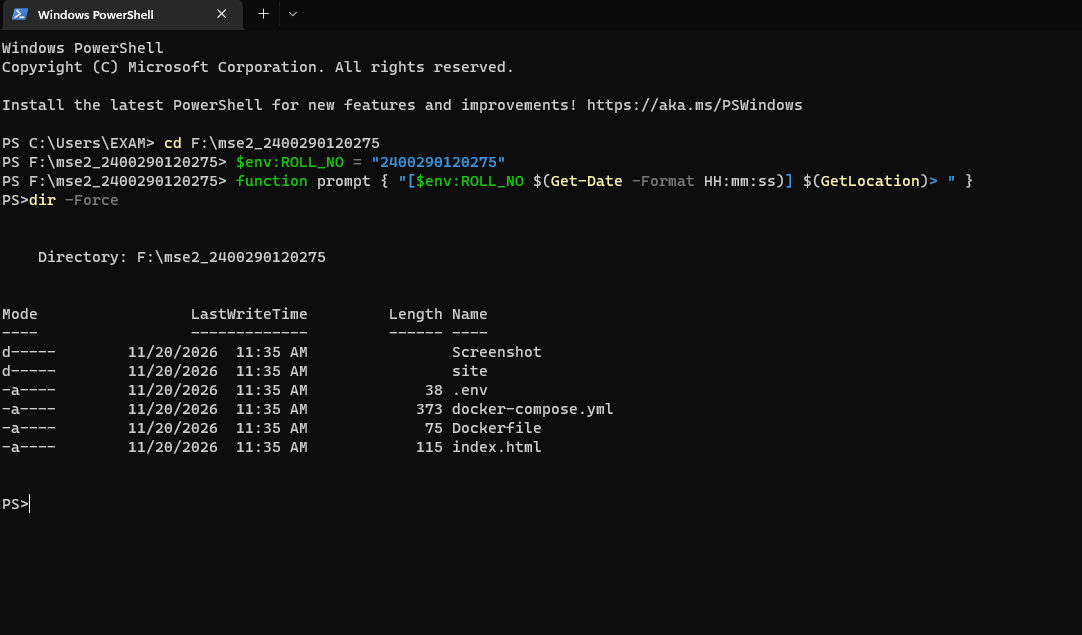 Windows PowerShell
Windows PowerShell
Copyright (C) Microsoft Corporation. All rights reserved.
Install the latest PowerShell for new features and improvements! https://aka.ms/PSWindows
PS C:\Users\EXAM> cd F:\mse2_2400290120275
PS F:\mse2_2400290120275> $env:ROLL_NO = "2400290120275"
PS F:\mse2_2400290120275> function prompt { "[$env:ROLL_NO $(Get-Date -Format HH:mm:ss)] $(GetLocation)> " }
PS>dir -Force
    Directory: F:\mse2_2400290120275
Mode                 LastWriteTime         Length Name
----                 -------------         ------ ----
d-----        11/20/2026  11:35 AM                Screenshot
d-----        11/20/2026  11:35 AM                site
-a----        11/20/2026  11:35 AM             38 .env
-a----        11/20/2026  11:35 AM            373 docker-compose.yml
-a----        11/20/2026  11:35 AM             75 Dockerfile
-a----        11/20/2026  11:35 AM            115 index.html
PS>